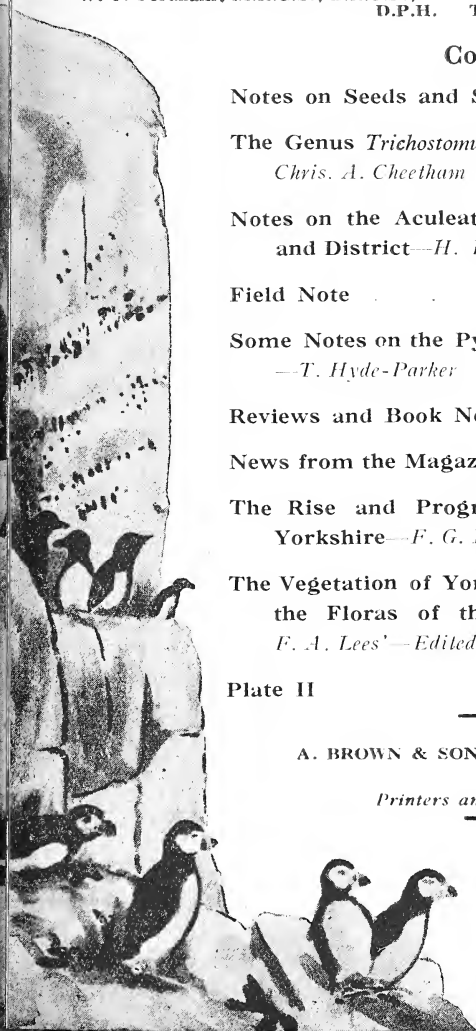 D.P.H.
Co
Notes on Seeds and S
The Genus Trichostomu
Chris. A. Cheetham
Notes on the Aculeat
and District—H.
Field Note . .
Some Notes on the Py
—T. Hyde-Parker
Reviews and Book No
News from the Magaz
The Rise and Progr
Yorkshire—F. G.
The Vegetation of Yor
the Floras of th
F. A. Lees'—Edited
Plate II
A. BROWN & SON
Printers an